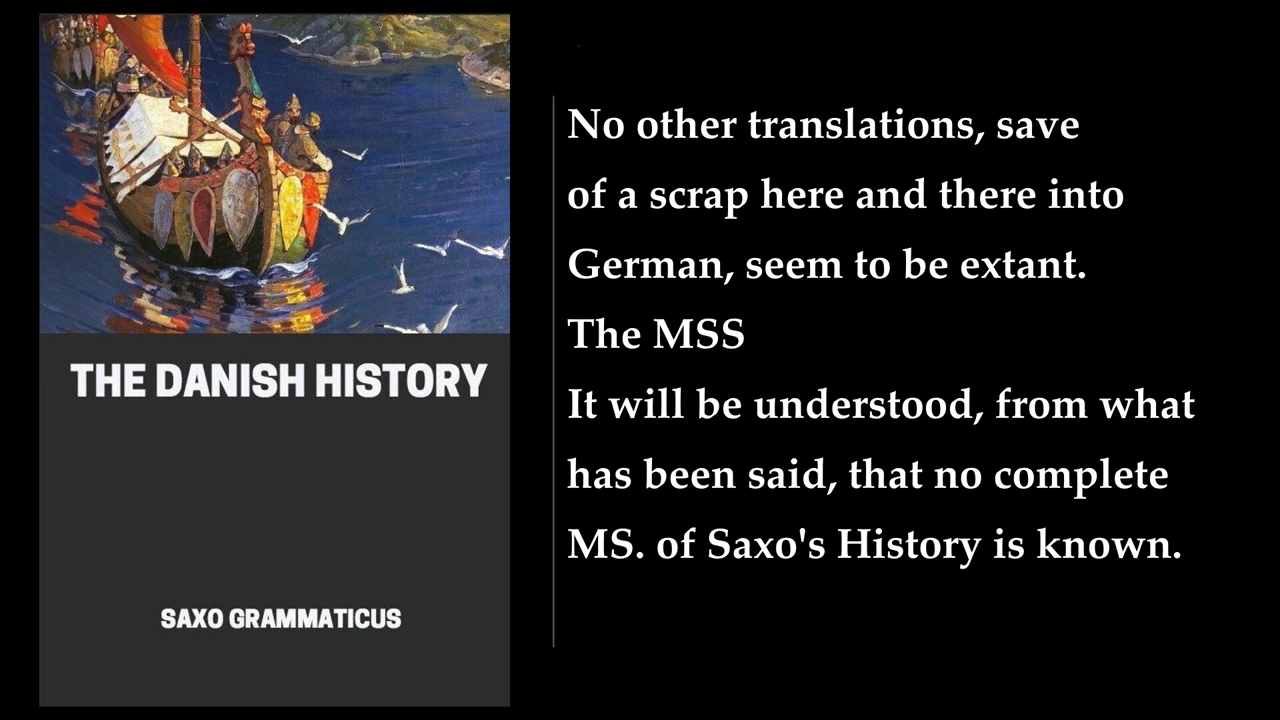 THE DANISH HISTORY
SAXO GRAMMATICUS
No other translations, save
of a scrap here and there into
German, seem to be extant.
The MSS
It will be understood, from what
has been said, that no complete
MS. of Saxo's History is known.